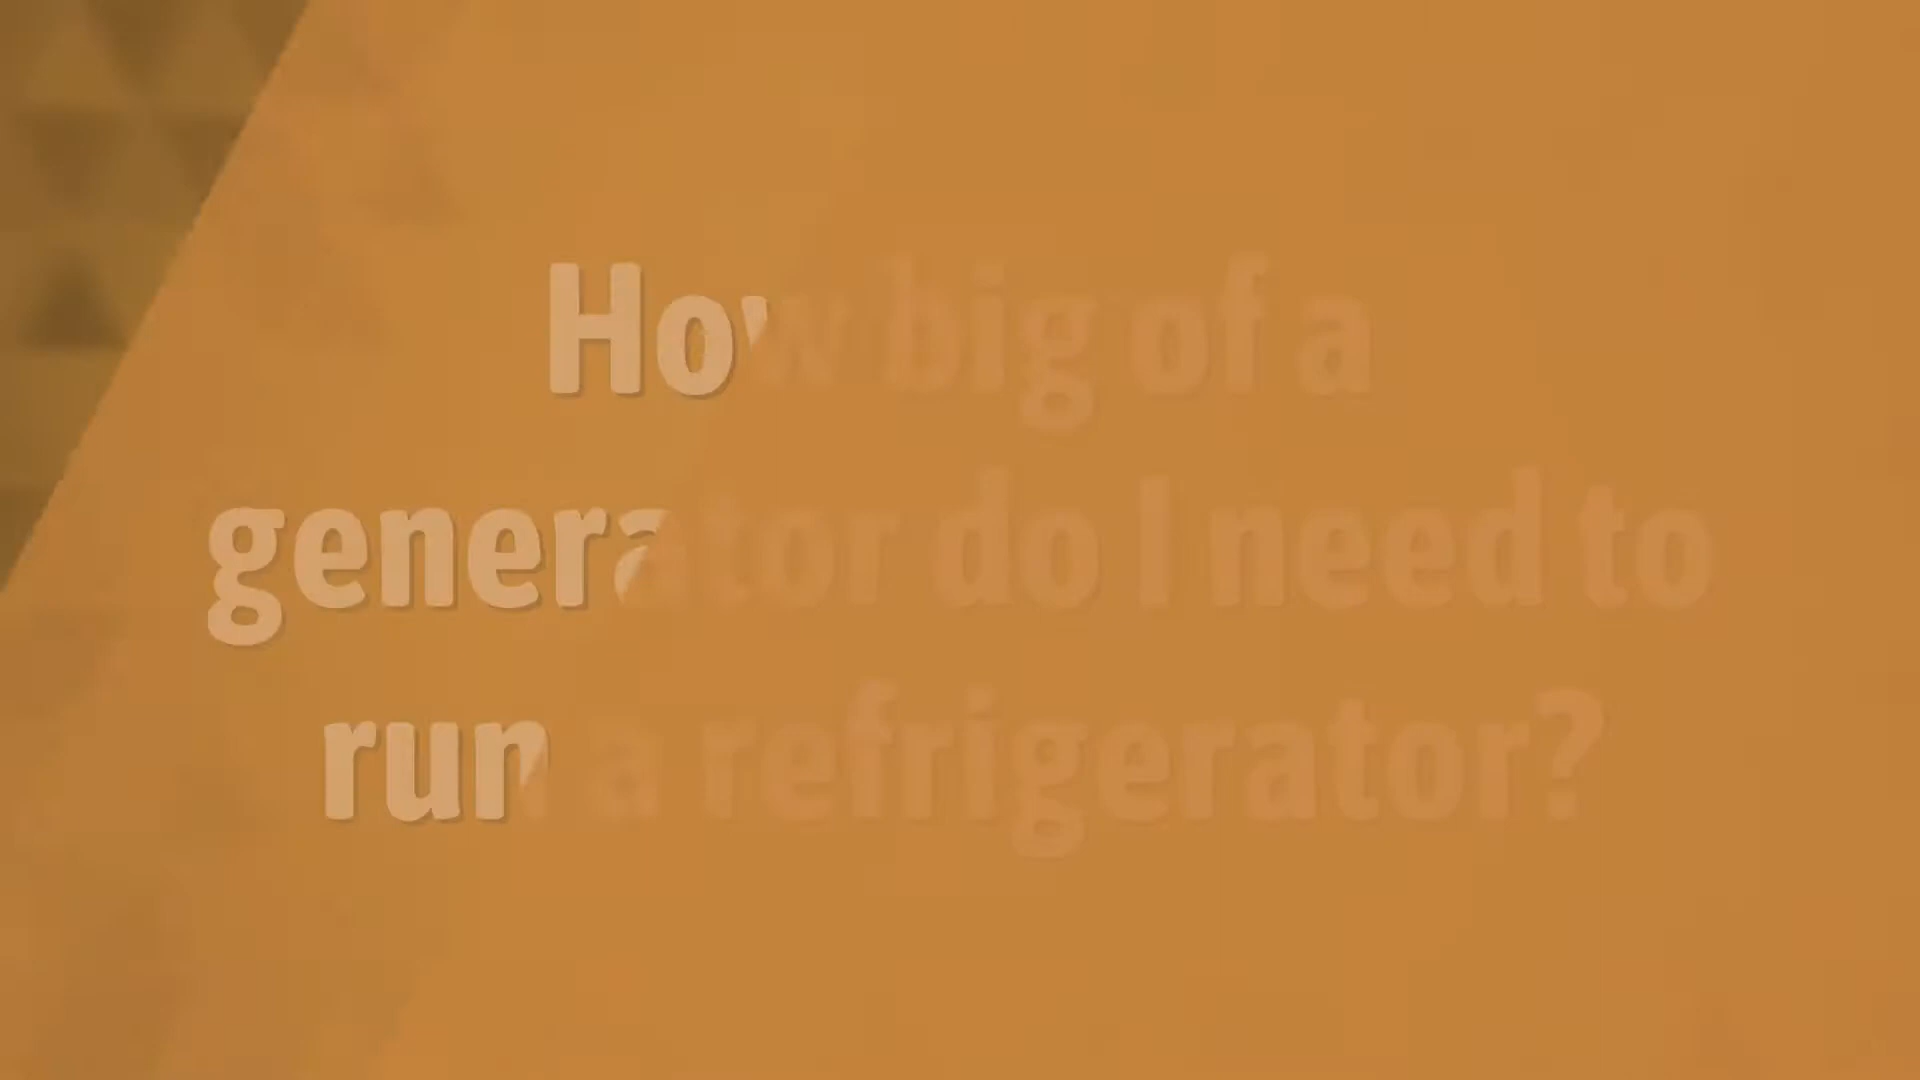 How big of a
generator do I need to
run a refrigerator?